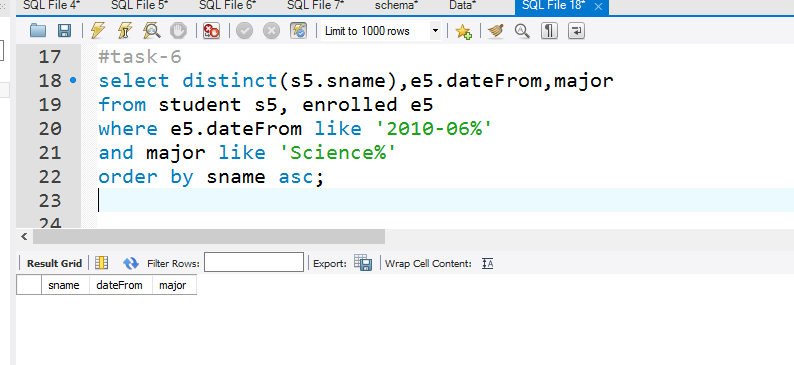 SQL File 4* SQL File 5* SQL File 6* SQL File 7* schema* Data* SQL File 18* ×
Limit to 1000 rows
17 #task-6
18 select distinct(s5.sname),e5.dateFrom,major
19 from student s5, enrolled e5
20 where e5.dateFrom like '2010-06%'
21 and major like 'Science%'
22 order by sname asc;
23
24
Result Grid Filter Rows: Export: Wrap Cell Content:
sname dateFrom major